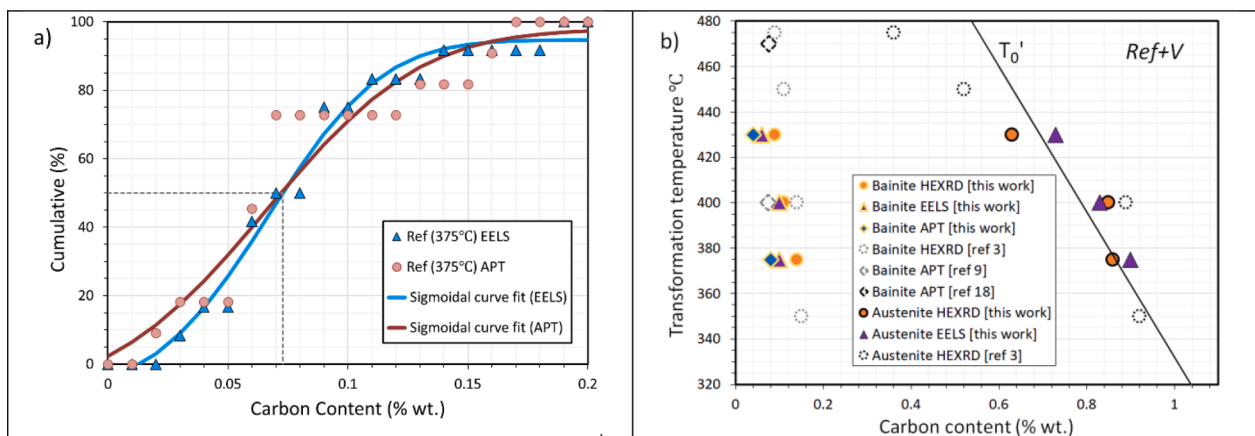 a)
100
80
60
40
20
0
Cumulative (%)
Ref (375°C) EELS
Ref (375°C) APT
Sigmoidal curve fit (EELS)
Sigmoidal curve fit (APT)
0 0.05 0.1 0.15 0.2
Carbon Content (% wt.)
b)
480
460
440
420
400
380
360
340
320
Transformation temperature °C
T₀'
Ref+V
Bainite HEXRD [this work]
Bainite EELS [this work]
Bainite APT [this work]
Bainite HEXRD [ref 3]
Bainite APT [ref 9]
Bainite APT [ref 18]
Austenite HEXRD [this work]
Austenite EELS [this work]
Austenite HEXRD [ref 3]
0 0.2 0.4 0.6 0.8 1
Carbon content (% wt.)